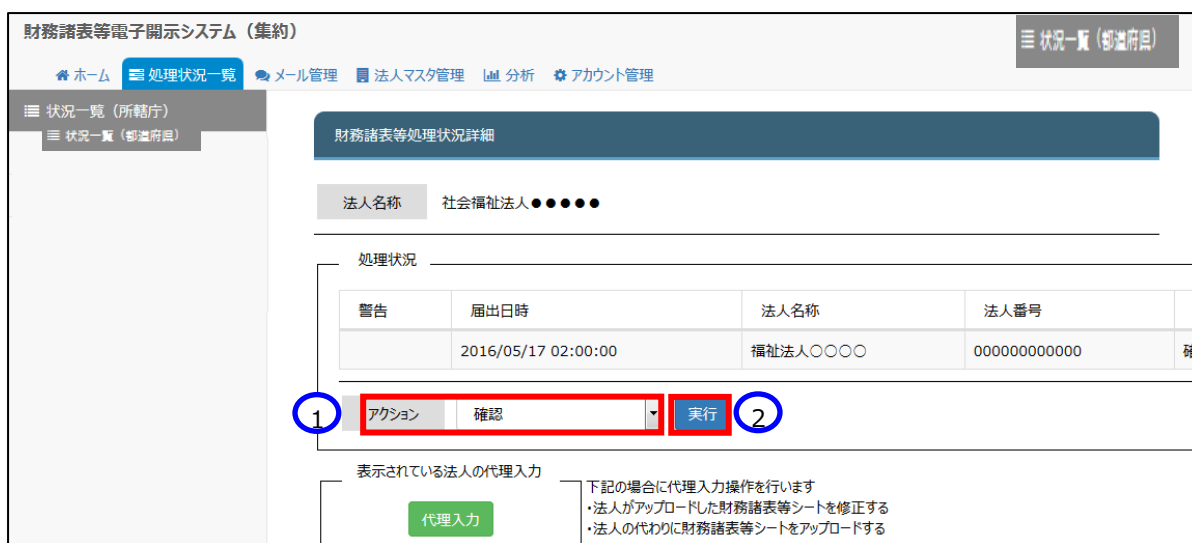 財務諸表等電子開示システム（集約）
状況一覧（都道府県）
ホーム 処理状況一覧 メール管理 法人マスタ管理 分析 アカウント管理
状況一覧（所轄庁）
状況一覧（都道府県）
財務諸表等処理状況詳細
法人名称 社会福祉法人●●●●●
処理状況
警告 届出日時 法人名称 法人番号
2016/05/17 02:00:00 福祉法人○○○○ 000000000000 確
1 アクション 確認 実行 2
表示されている法人の代理入力
代理入力
下記の場合に代理入力操作を行います
・法人がアップロードした財務諸表等シートを修正する
・法人の代わりに財務諸表等シートをアップロードする